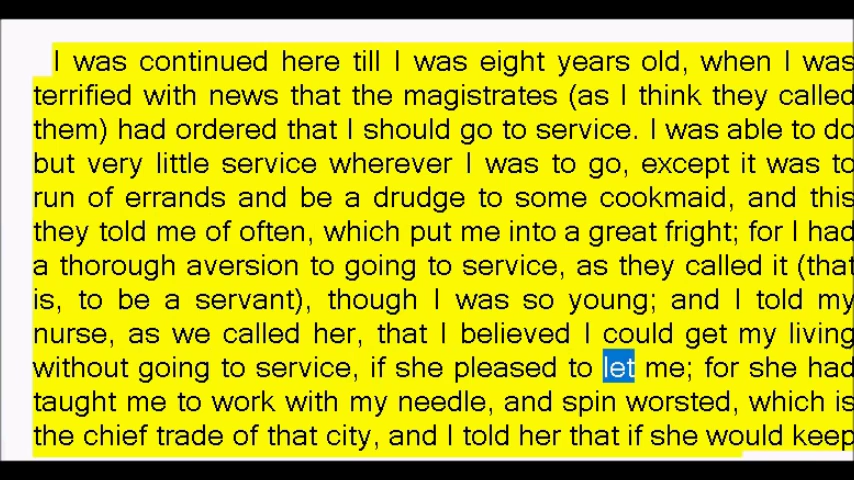 I was continued here till I was eight years old, when I was
terrified with news that the magistrates (as I think they called
them) had ordered that I should go to service. I was able to do
but very little service wherever I was to go, except it was to
run of errands and be a drudge to some cookmaid, and this
they told me of often, which put me into a great fright; for I had
a thorough aversion to going to service, as they called it (that
is, to be a servant), though I was so young; and I told my
nurse, as we called her, that I believed I could get my living
without going to service, if she pleased to let me; for she had
taught me to work with my needle, and spin worsted, which is
the chief trade of that city, and I told her that if she would keep